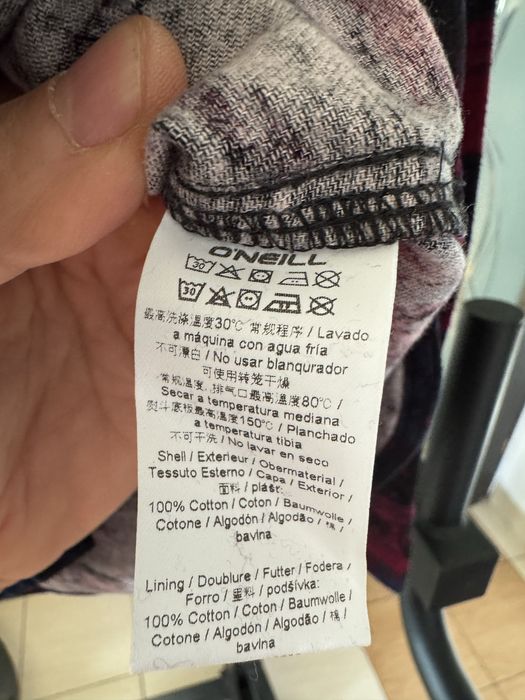 O'NEILL
30
30
最高洗涤温度30℃ 常规程序 / Lavado
a máquina con agua fría
不可漂白 / No usar blanqurador
可使用转笼干燥
常规温度, 排气口最高温度80℃ /
Secar a temperatura mediana
熨斗底板最高温度150℃ / Planchado
a temperatura tibia
不可干洗 / No lavar en seco
Shell / Exterieur / Obermaterial /
Tessuto Esterno / Capa / Exterior /
面料 / plášť:
100% Cotton / Coton / Baumwolle /
Cotone / Algodón / Algodão / 棉 /
bavlna
Lining / Doublure / Futter / Fodera /
Forro / 里料 / podšívka:
100% Cotton / Coton / Baumwolle /
Cotone / Algodón / Algodão / 棉 /
bavlna